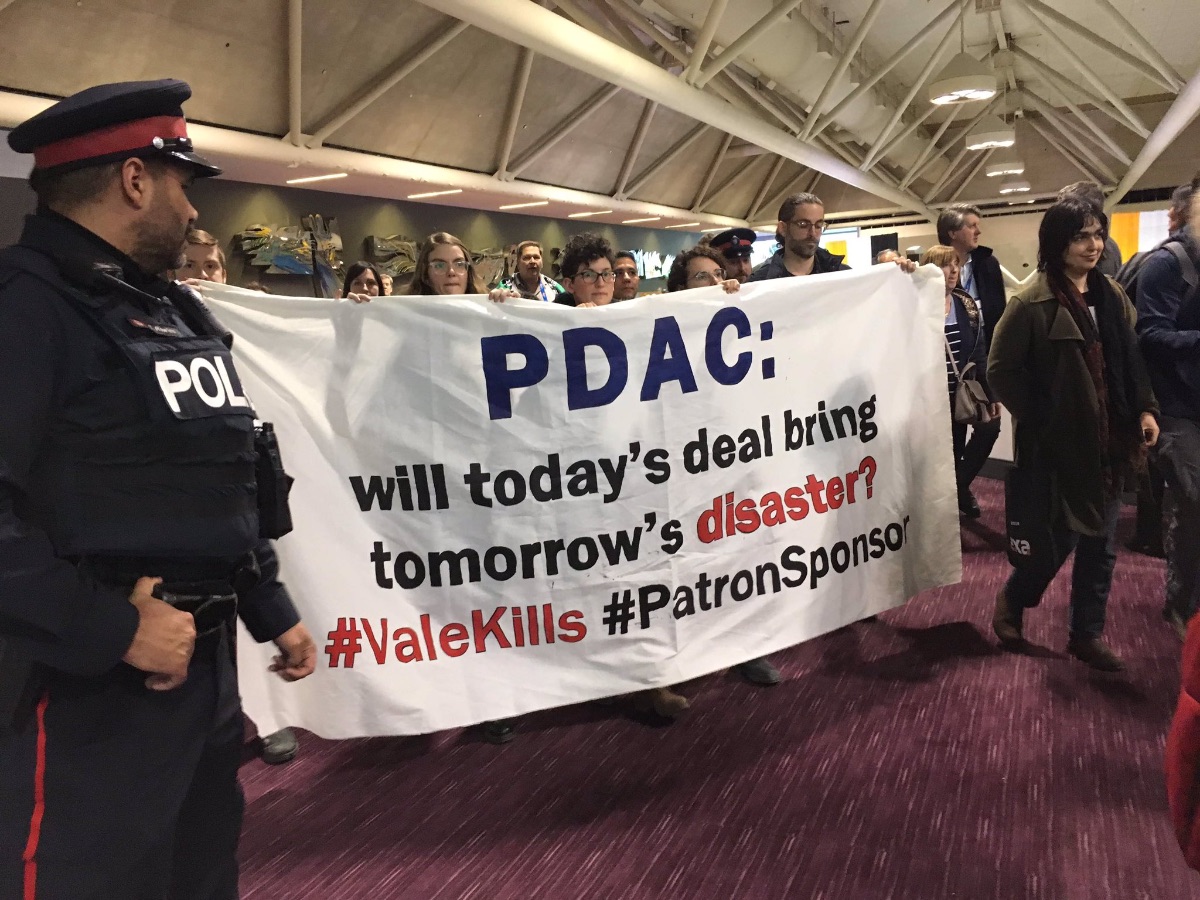 POL
PDAC:
will today's deal bring
tomorrow's disaster?
#ValeKills #PatronSponsor